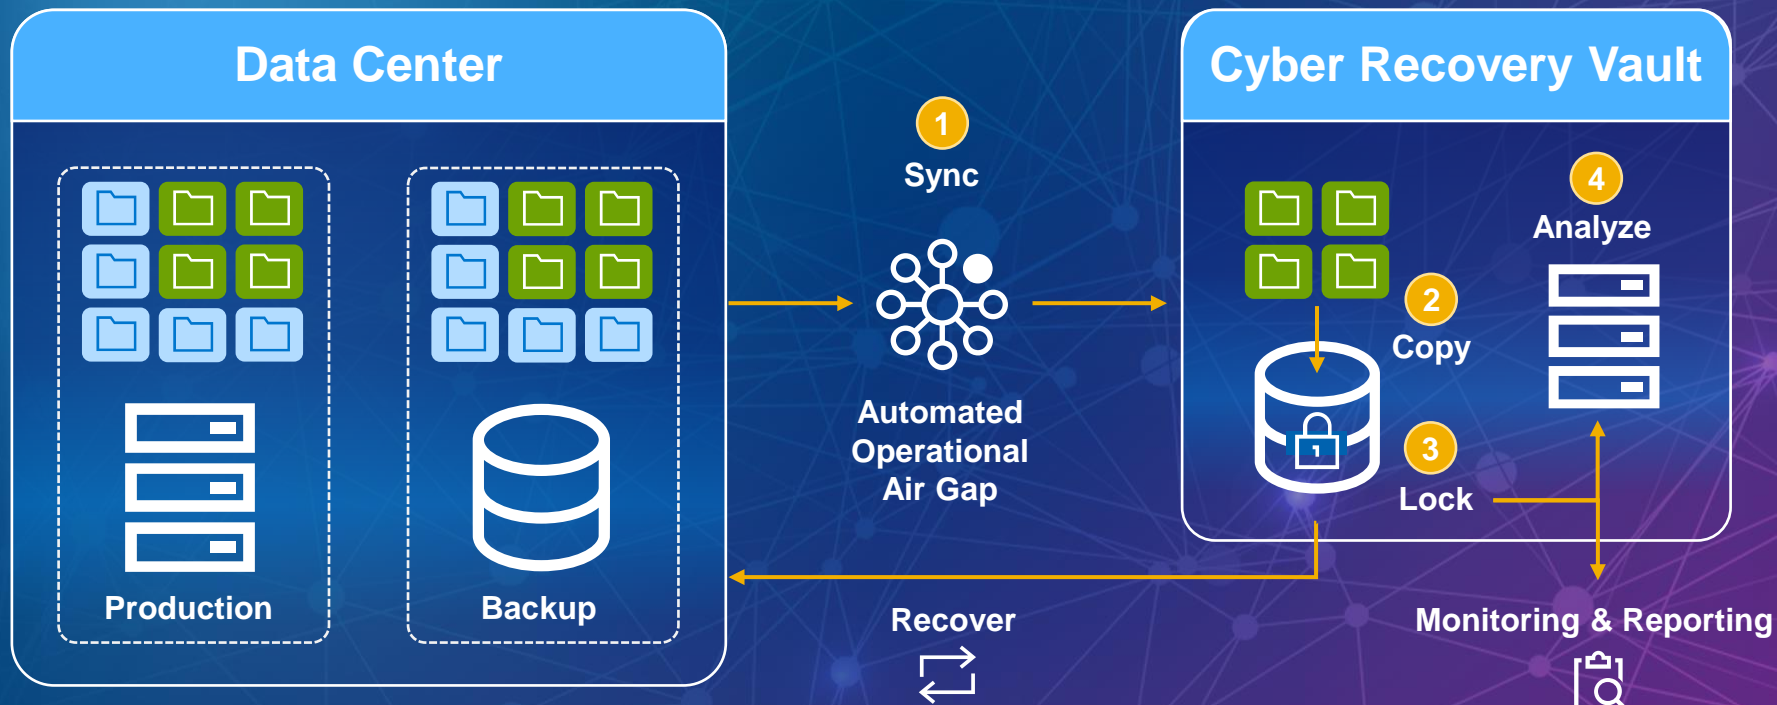 Data Center
Cyber Recovery Vault
1
Sync
4
Analyze
2
Copy
Automated
Operational
Air Gap
3
Lock
Production
Backup
Recover
Monitoring & Reporting